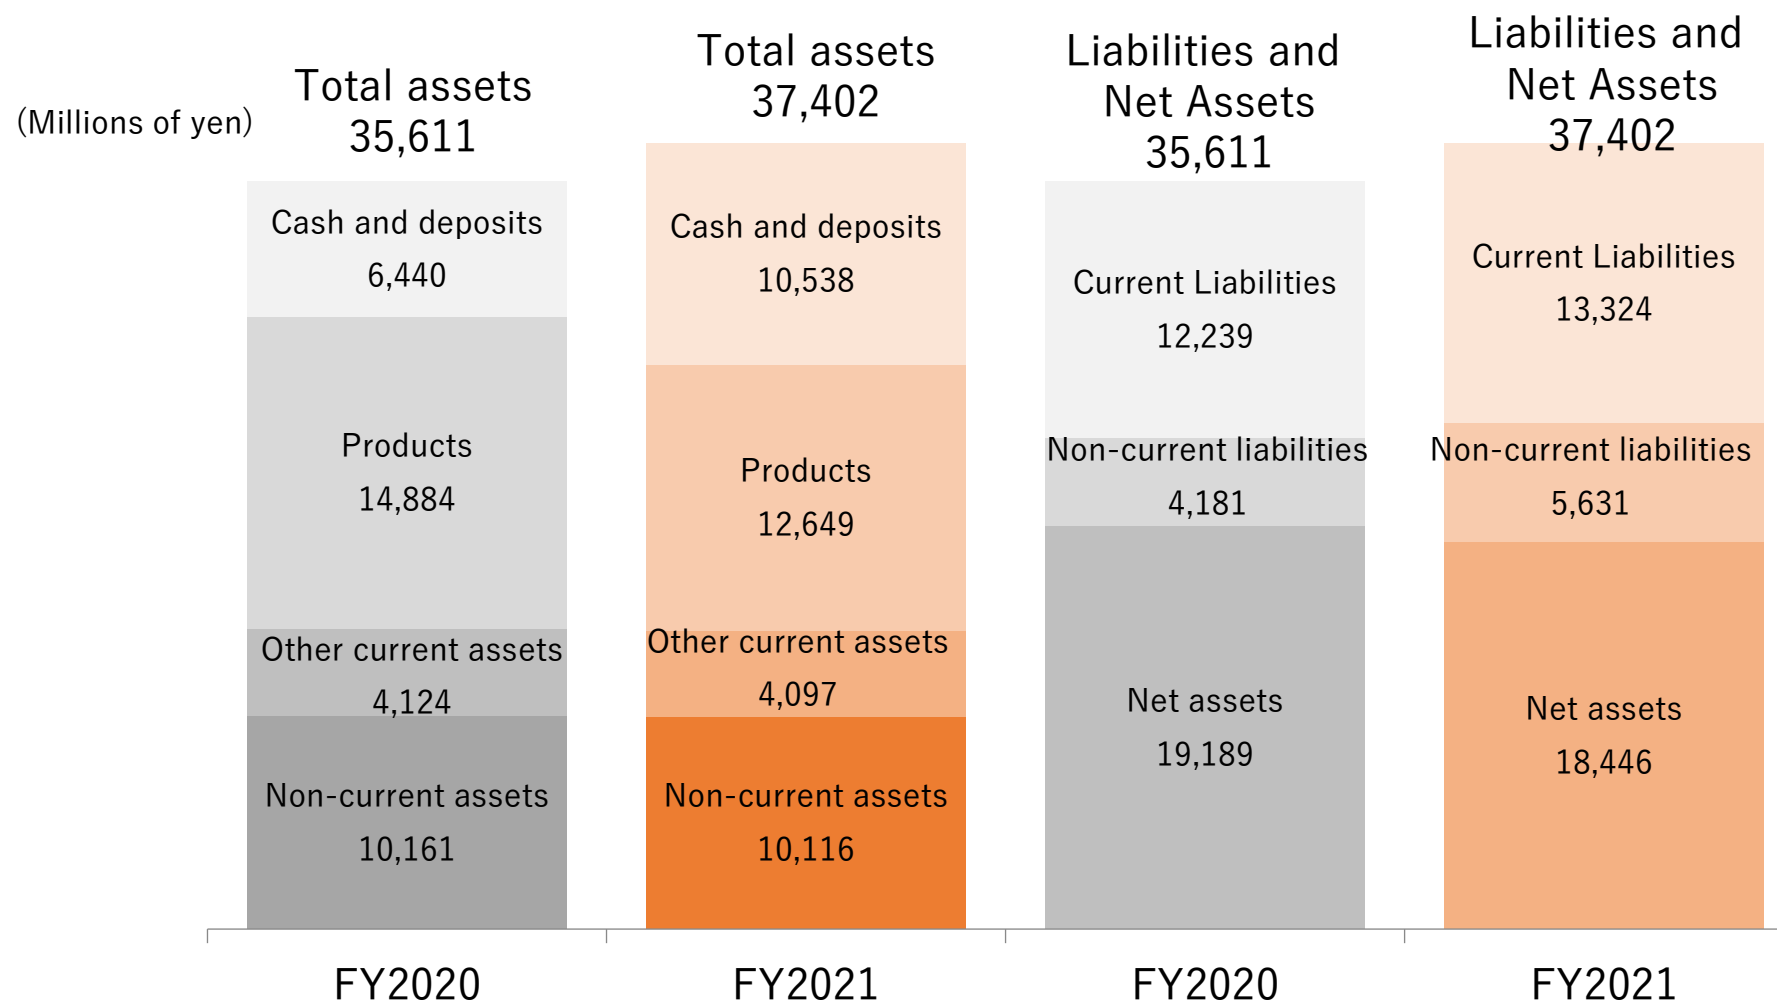 (Millions of yen)
Total assets
35,611
Cash and deposits
6,440
Products
14,884
Other current assets
4,124
Non-current assets
10,161
FY2020
Total assets
37,402
Cash and deposits
10,538
Products
12,649
Other current assets
4,097
Non-current assets
10,116
FY2021
Liabilities and
Net Assets
35,611
Current Liabilities
12,239
Non-current liabilities
4,181
Net assets
19,189
FY2020
Liabilities and
Net Assets
37,402
Current Liabilities
13,324
Non-current liabilities
5,631
Net assets
18,446
FY2021